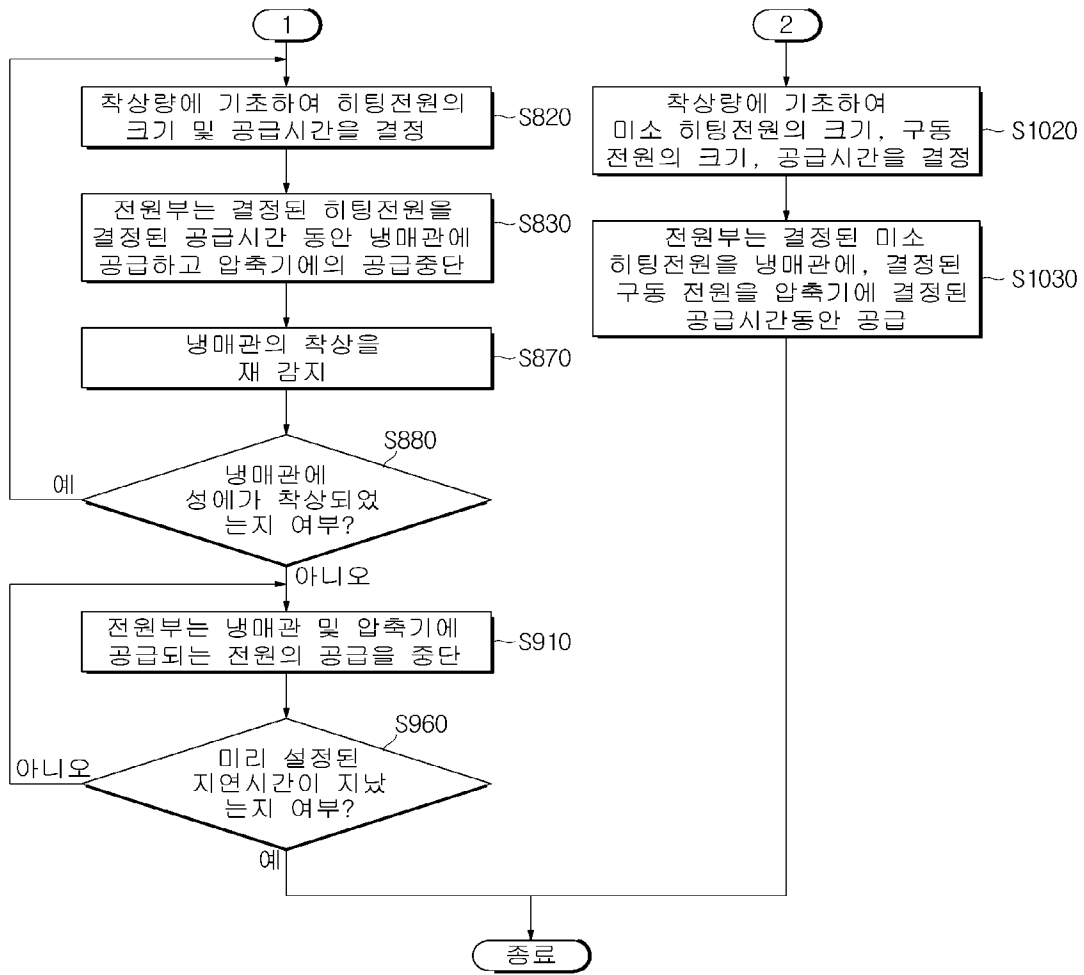 1
착상량에 기초하여 히팅전원의
크기 및 공급시간을 결정
S820
전원부는 결정된 히팅전원을
결정된 공급시간 동안 냉매관에
공급하고 압축기에의 공급중단
S830
냉매관의 착상을
재 감지
S870
S880
냉매관에
성에가 착상되었
는지 여부?
예
아니오
전원부는 냉매관 및 압축기에
공급되는 전원의 공급을 중단
S910
S960
미리 설정된
지연시간이 지났
는지 여부?
아니오
예
2
착상량에 기초하여
미소 히팅전원의 크기, 구동
전원의 크기, 공급시간을 결정
S1020
전원부는 결정된 미소
히팅전원을 냉매관에, 결정된
구동 전원을 압축기에 결정된
공급시간동안 공급
S1030
종료